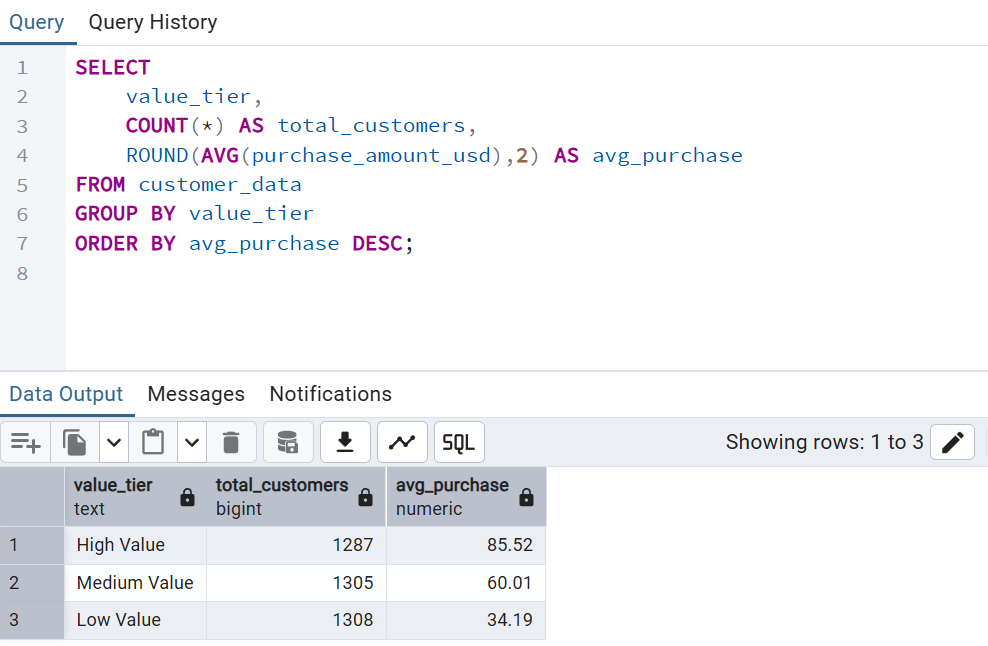 Query Query History
1 SELECT
2 value_tier,
3 COUNT(*) AS total_customers,
4 ROUND(AVG(purchase_amount_usd),2) AS avg_purchase
5 FROM customer_data
6 GROUP BY value_tier
7 ORDER BY avg_purchase DESC;
8
Data Output Messages Notifications
SQL Showing rows: 1 to 3
value_tier total_customers avg_purchase
text bigint numeric
1 High Value 1287 85.52
2 Medium Value 1305 60.01
3 Low Value 1308 34.19